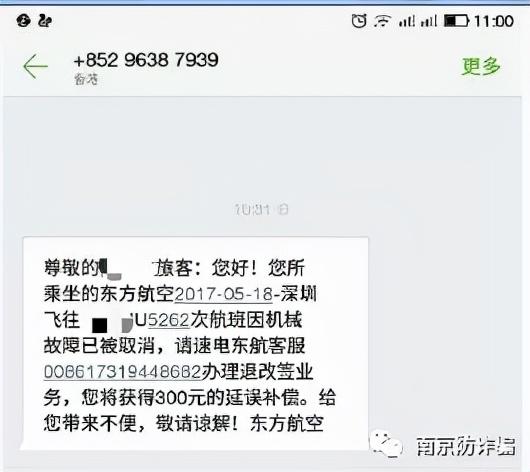 11:00
+852 9638 7939
香港
更多
尊敬的 旅客：您好！您所
乘坐的东方航空2017-05-18-深圳
飞往 U5262次航班因机械
故障已被取消，请速电东航客服
008617319448682办理退改签业
务，您将获得300元的延误补偿。给
您带来不便，敬请谅解！东方航空
南京防诈骗